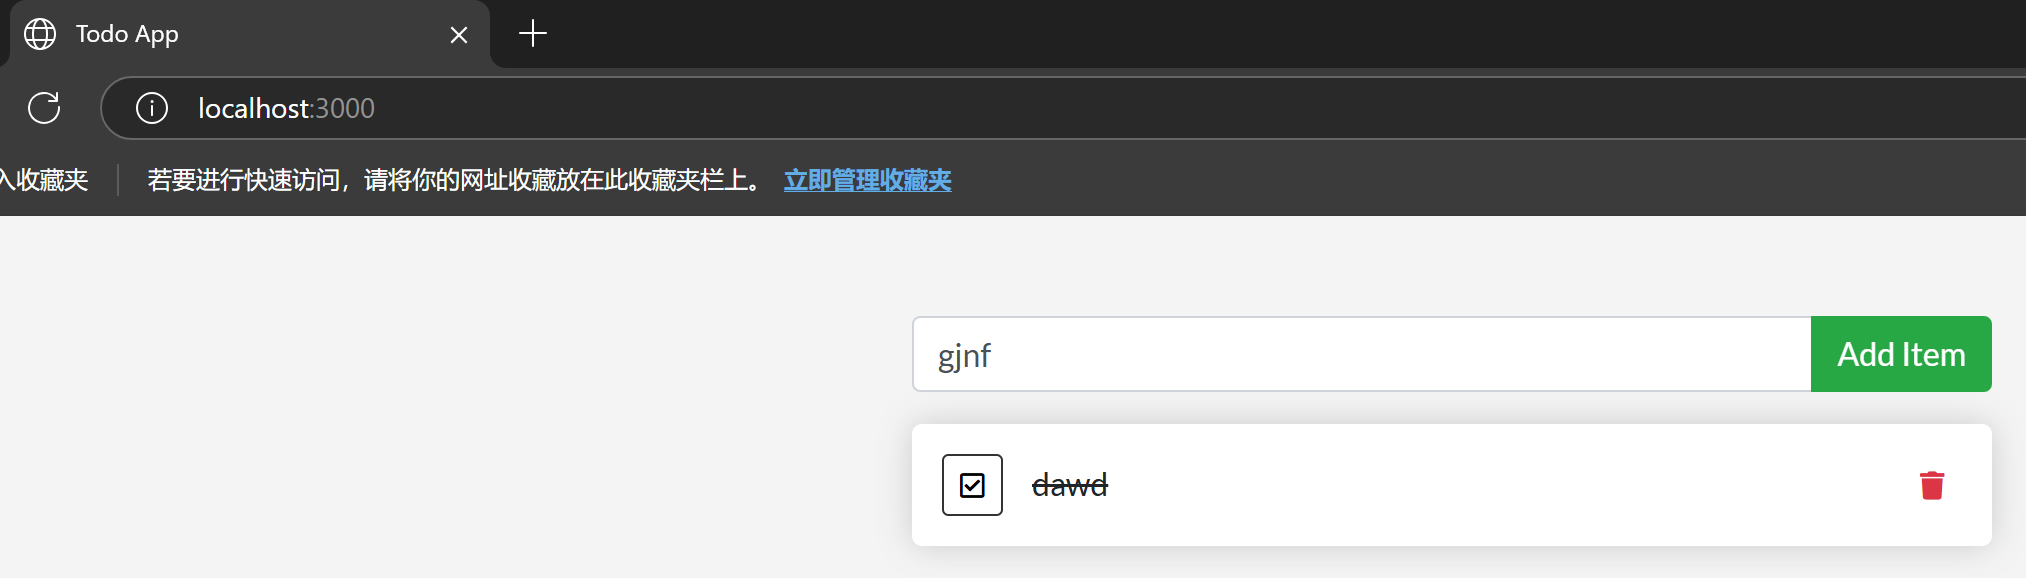 Todo App
localhost:3000
入收藏夹
若要进行快速访问，请将你的网址收藏放在此收藏夹栏上。 立即管理收藏夹
gjnf
Add Item
dawd